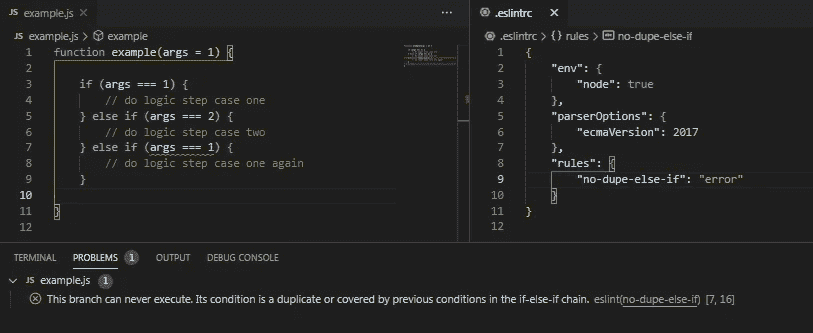 JS example.js ×
JS example.js > example
1 function example(args = 1) {
2
3 if (args === 1) {
4 // do logic step case one
5 } else if (args === 2) {
6 // do logic step case two
7 } else if (args === 1) {
8 // do logic step case one again
9 }
10
11 }
12
.eslintrc ×
.eslintrc > {} rules > no-dupe-else-if
1 {
2 "env": {
3 "node": true
4 },
5 "parserOptions": {
6 "ecmaVersion": 2017
7 },
8 "rules": {
9 "no-dupe-else-if": "error"
10 }
11 }
12
TERMINAL PROBLEMS 1 OUTPUT DEBUG CONSOLE
JS example.js 1
This branch can never execute. Its condition is a duplicate or covered by previous conditions in the if-else-if chain. eslint(no-dupe-else-if) [7, 16]